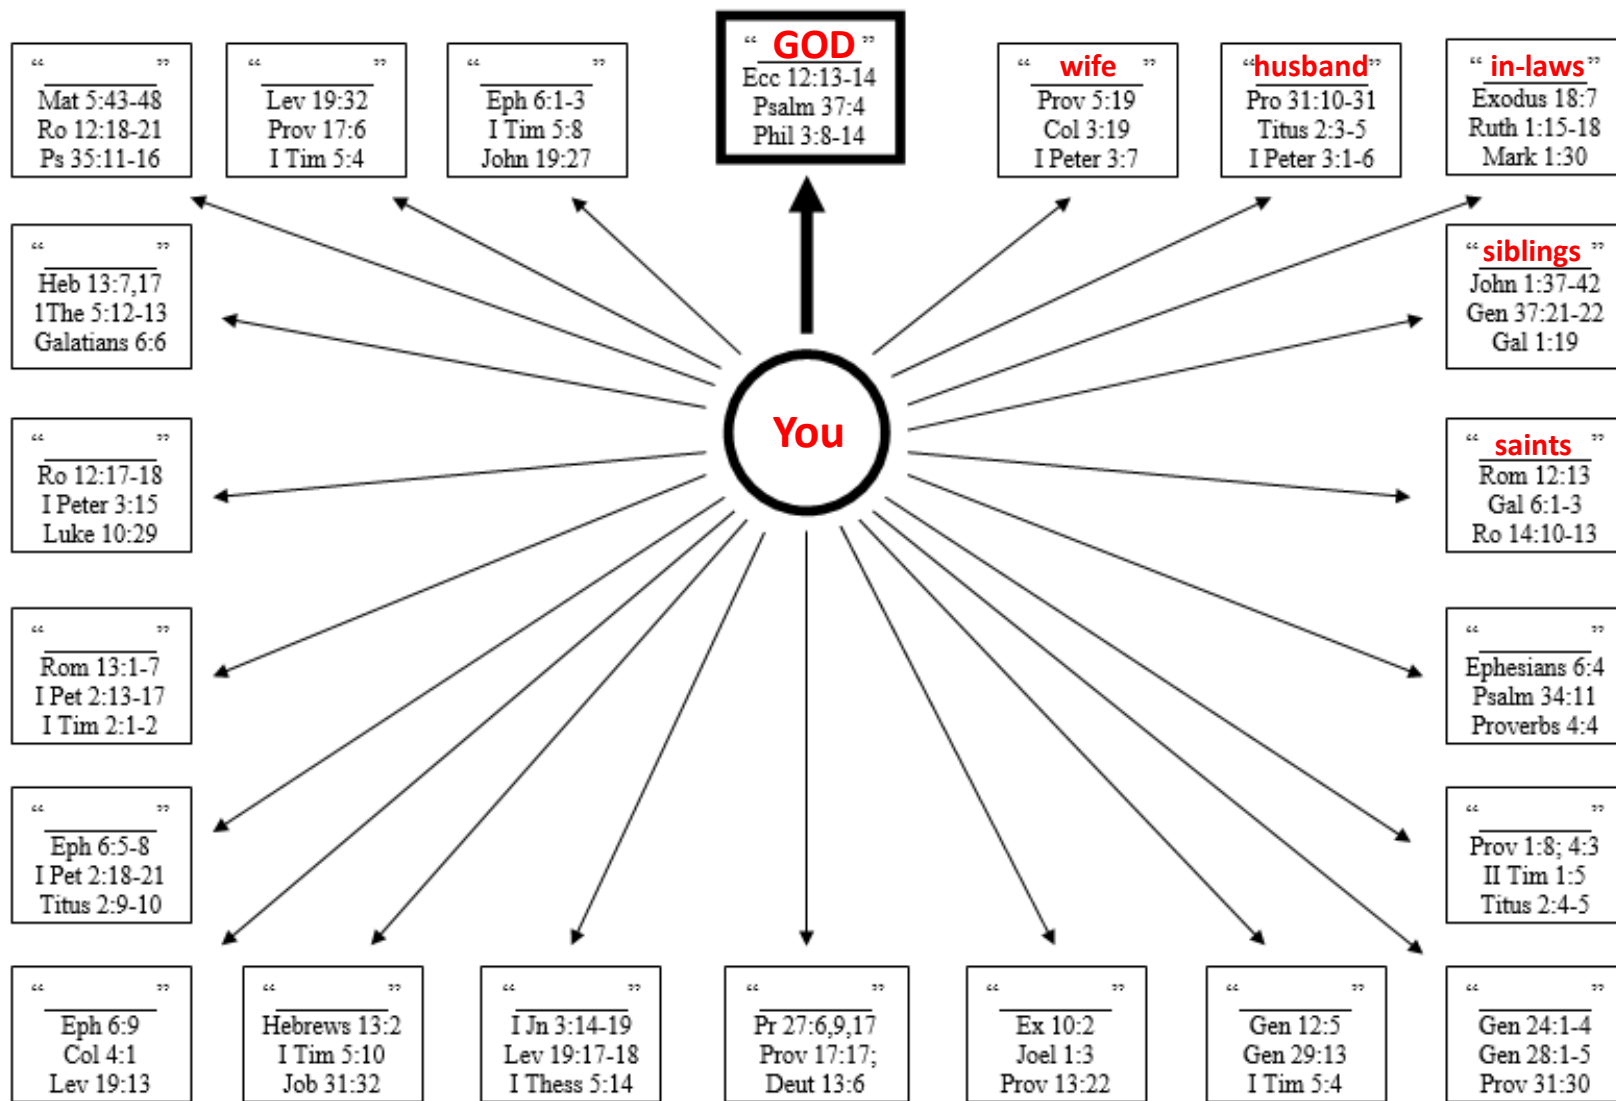 “ ”
Mat 5:43-48
Ro 12:18-21
Ps 35:11-16
“ ”
Lev 19:32
Prov 17:6
I Tim 5:4
“ ”
Eph 6:1-3
I Tim 5:8
John 19:27
“ GOD ”
Ecc 12:13-14
Psalm 37:4
Phil 3:8-14
“ wife ”
Prov 5:19
Col 3:19
I Peter 3:7
“husband”
Pro 31:10-31
Titus 2:3-5
I Peter 3:1-6
“ in-laws ”
Exodus 18:7
Ruth 1:15-18
Mark 1:30
“ ”
Heb 13:7,17
1The 5:12-13
Galatians 6:6
“ siblings ”
John 1:37-42
Gen 37:21-22
Gal 1:19
You
“ ”
Ro 12:17-18
I Peter 3:15
Luke 10:29
“ saints ”
Rom 12:13
Gal 6:1-3
Ro 14:10-13
“ ”
Rom 13:1-7
I Pet 2:13-17
I Tim 2:1-2
“ ”
Ephesians 6:4
Psalm 34:11
Proverbs 4:4
“ ”
Eph 6:5-8
I Pet 2:18-21
Titus 2:9-10
“ ”
Prov 1:8; 4:3
II Tim 1:5
Titus 2:4-5
“ ”
Eph 6:9
Col 4:1
Lev 19:13
“ ”
Hebrews 13:2
I Tim 5:10
Job 31:32
“ ”
I Jn 3:14-19
Lev 19:17-18
I Thess 5:14
“ ”
Pr 27:6,9,17
Prov 17:17;
Deut 13:6
“ ”
Ex 10:2
Joel 1:3
Prov 13:22
“ ”
Gen 12:5
Gen 29:13
I Tim 5:4
“ ”
Gen 24:1-4
Gen 28:1-5
Prov 31:30